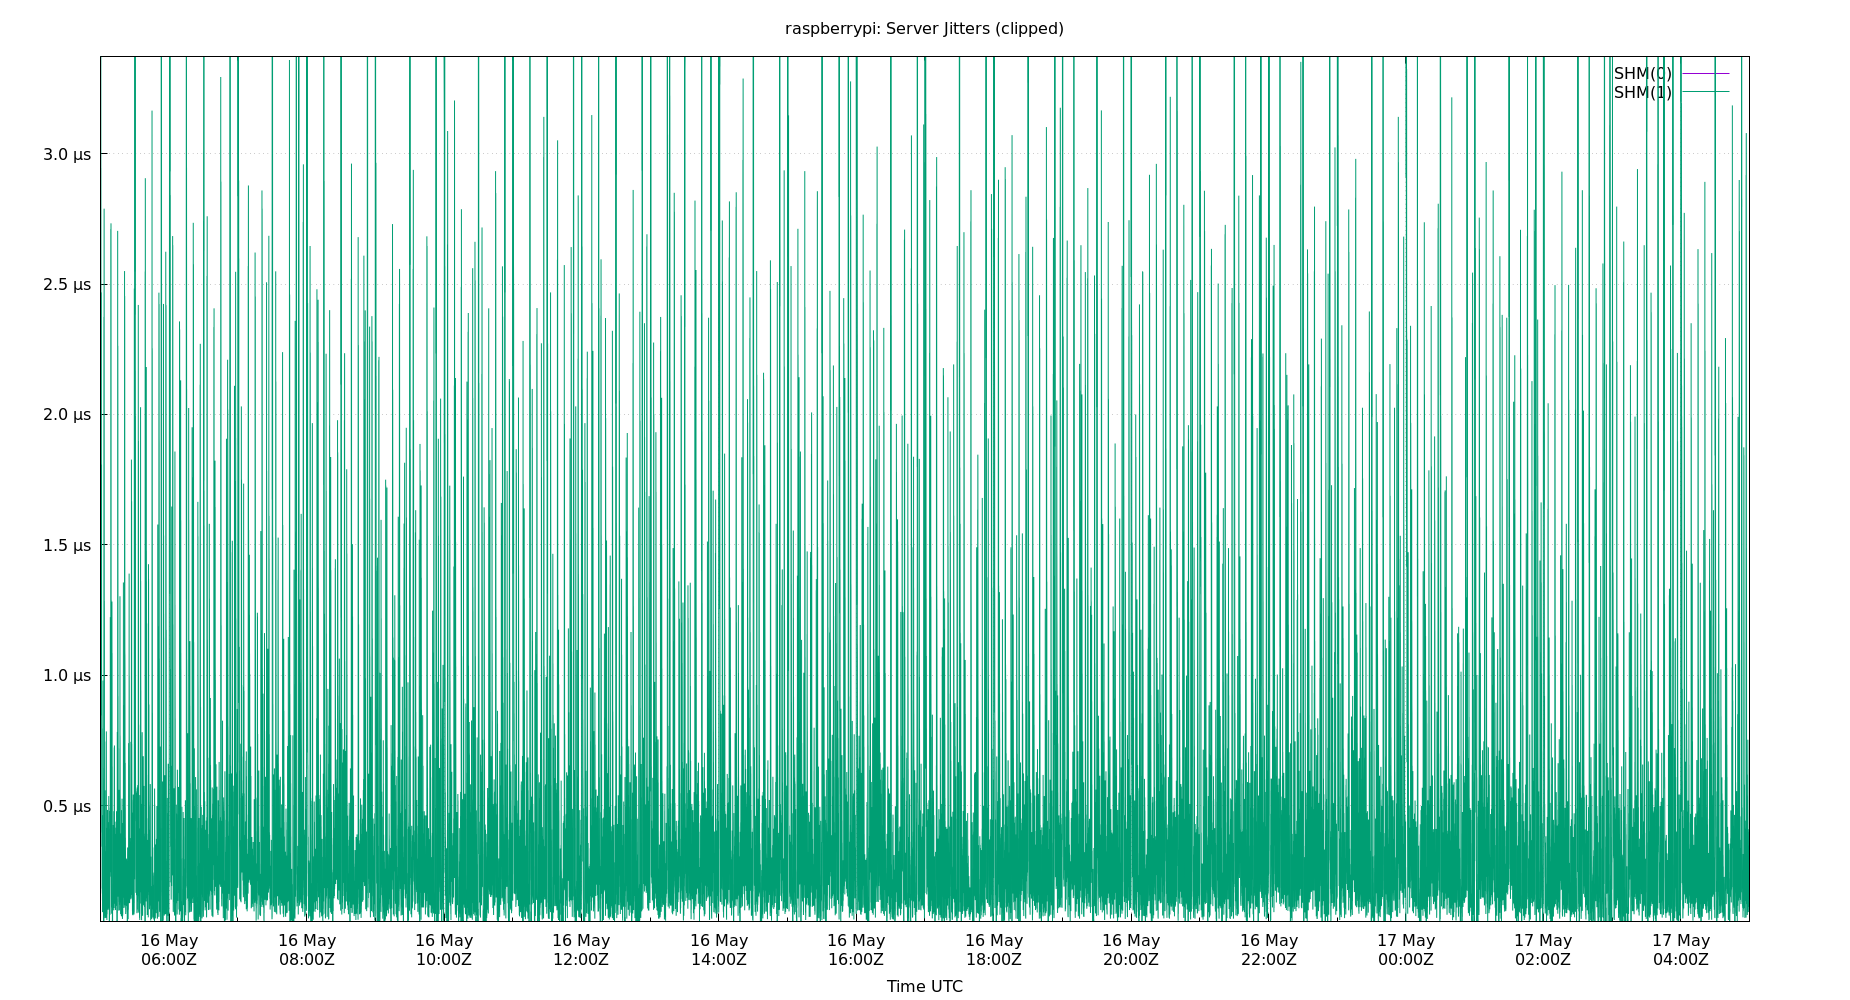 raspberrypi: Server Jitters (clipped)
SHM(0)
SHM(1)
3.0 µs
2.5 µs
2.0 µs
1.5 µs
1.0 µs
0.5 µs
16 May 16 May 16 May 16 May 16 May 16 May 16 May 16 May 16 May 17 May 17 May 17 May
06:00Z 08:00Z 10:00Z 12:00Z 14:00Z 16:00Z 18:00Z 20:00Z 22:00Z 00:00Z 02:00Z 04:00Z
Time UTC